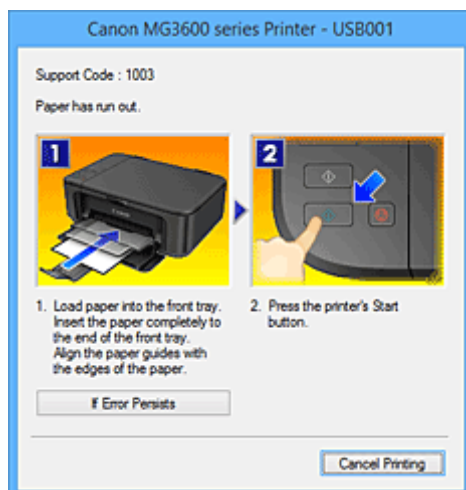 Canon MG3600 series Printer - USB001
Support Code : 1003
Paper has run out.
1
2
Canon
1. Load paper into the front tray.
Insert the paper completely to
the end of the front tray.
Align the paper guides with
the edges of the paper.
2. Press the printer's Start
button.
If Error Persists
Cancel Printing